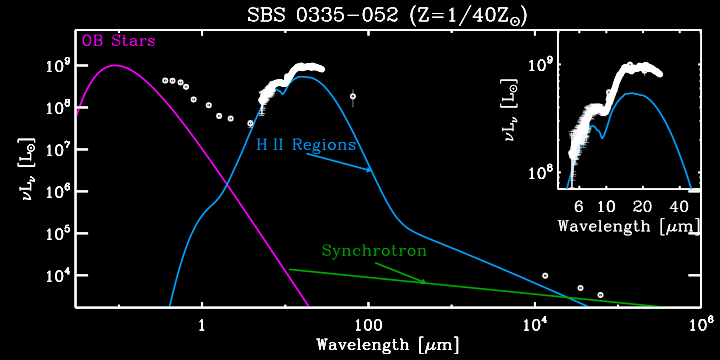 SBS 0335-052 (Z=1/40Z⊙)
OB Stars
H II Regions
Synchrotron
νLν [L⊙]
10⁹
10⁸
10⁷
10⁶
10⁵
10⁴
1
100
10⁴
10⁶
Wavelength [μm]
νLν [L⊙]
10⁹
10⁸
6
10
20
40
Wavelength [μm]